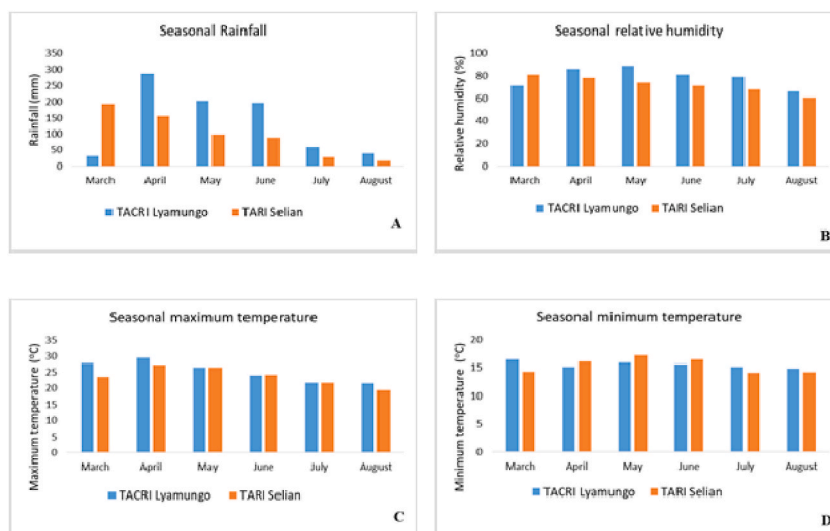 Seasonal Rainfall
350
300
250
200
150
100
50
0
Rainfall (mm)
March April May June July August
TACRI Lyamungo TARI Selian
A
Seasonal relative humidity
100
80
60
40
20
0
Relative humidity (%)
March April May June July August
TACRI Lyamungo TARI Selian
B
Seasonal maximum temperature
35
30
25
20
15
10
5
0
Maximum temperature (°C)
March April May June July August
TACRI Lyamungo TARI Selian
C
Seasonal minimum temperature
20
15
10
5
0
Minimum temperature (°C)
March April May June July August
TACRI Lyamungo TARI Selian
D